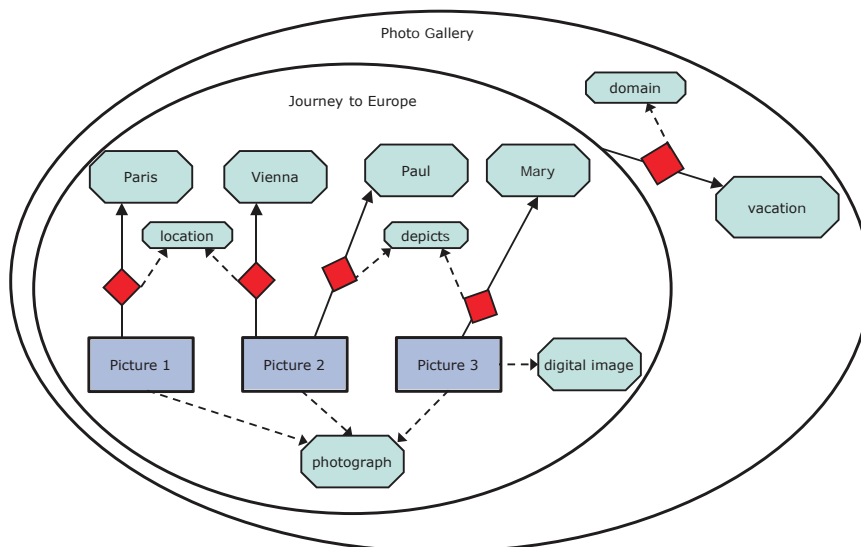 Photo Gallery
domain
Journey to Europe
Paris
Vienna
Paul
Mary
vacation
location
depicts
Picture 1
Picture 2
Picture 3
digital image
photograph